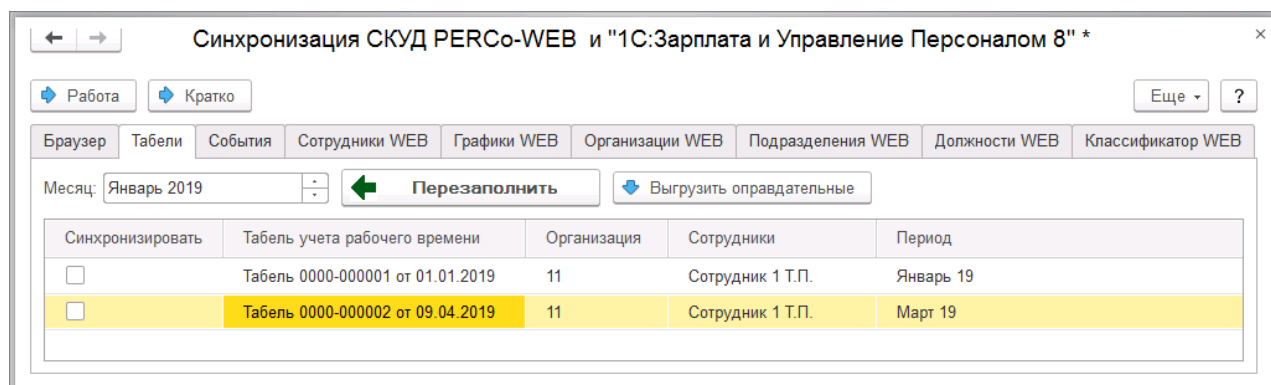 Синхронизация СКУД PERCo-WEB и "1С:Зарплата и Управление Персоналом 8" *
Работа Кратко Еще ?
Браузер Табели События Сотрудники WEB Графики WEB Организации WEB Подразделения WEB Должности WEB Классификатор WEB
Месяц: Январь 2019 Перезаполнить Выгрузить оправдательные
Синхронизировать Табель учета рабочего времени Организация Сотрудники Период
Табель 0000-000001 от 01.01.2019 11 Сотрудник 1 Т.П. Январь 19
Табель 0000-000002 от 09.04.2019 11 Сотрудник 1 Т.П. Март 19